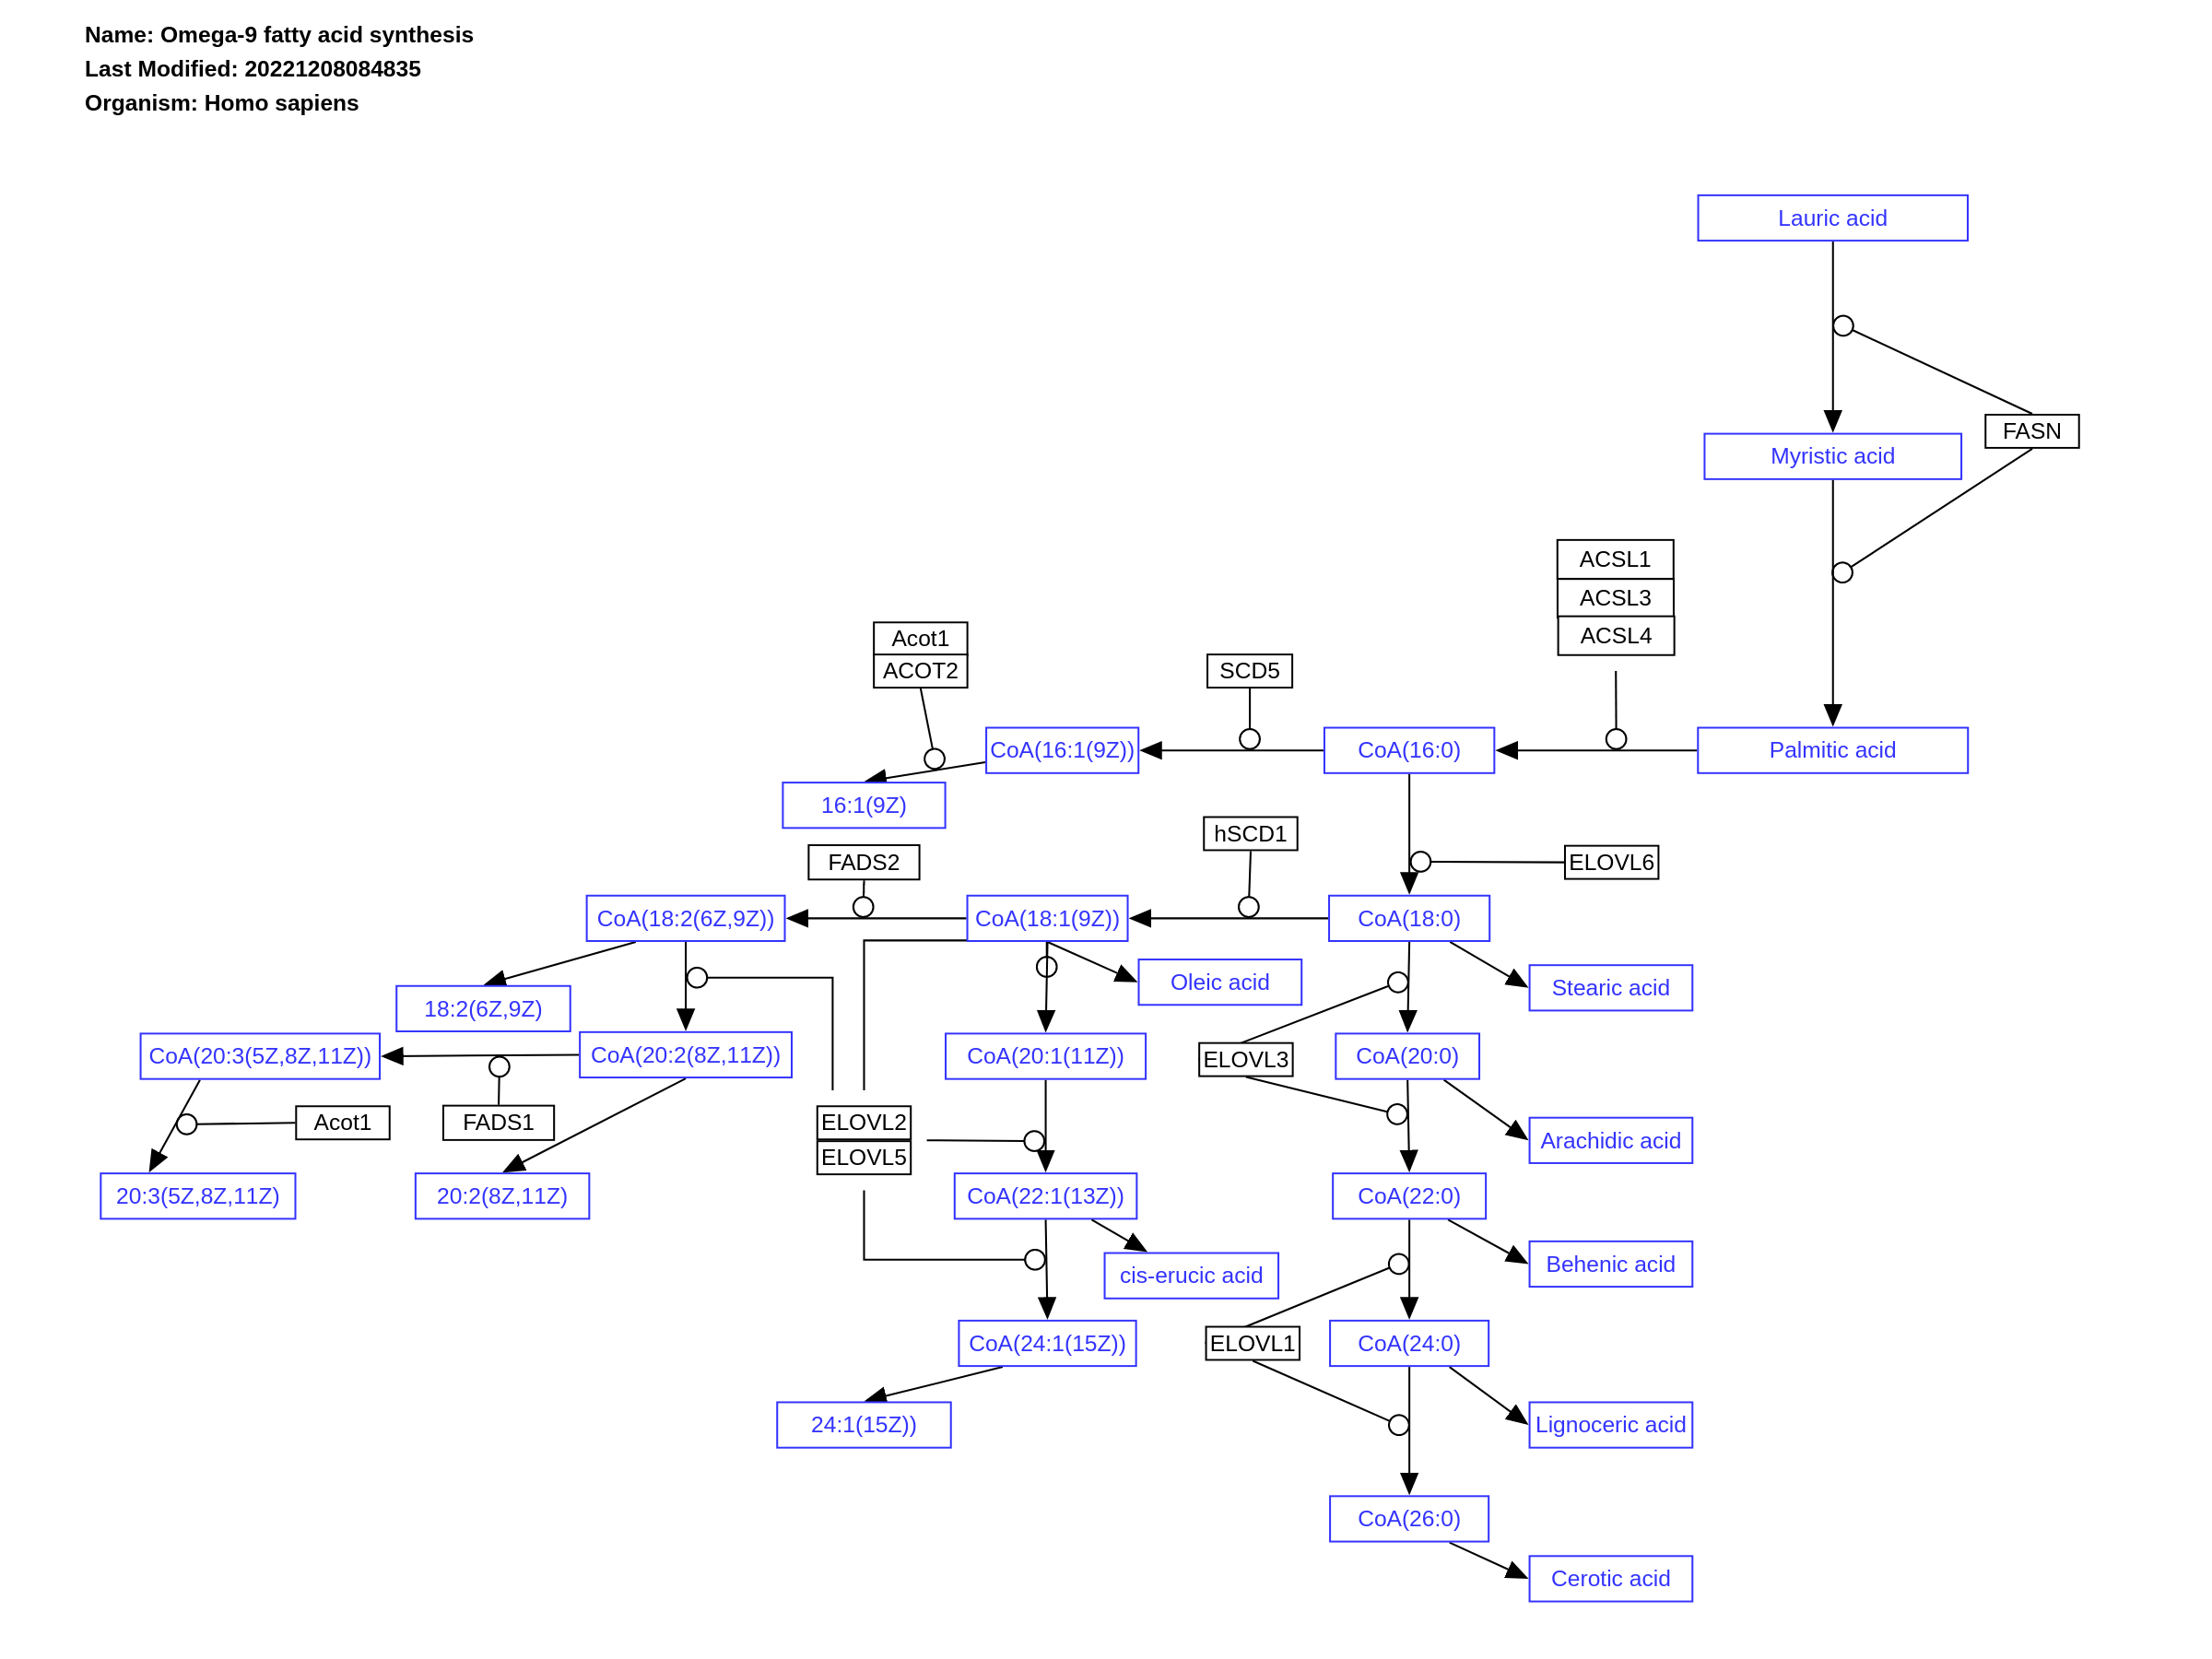 Name: Omega-9 fatty acid synthesis
Last Modified: 20221208084835
Organism: Homo sapiens
Lauric acid
FASN
Myristic acid
ACSL1
ACSL3
ACSL4
Acot1
ACOT2
SCD5
CoA(16:1(9Z))
CoA(16:0)
Palmitic acid
16:1(9Z)
hSCD1
FADS2
ELOVL6
CoA(18:2(6Z,9Z))
CoA(18:1(9Z))
CoA(18:0)
Oleic acid
Stearic acid
18:2(6Z,9Z)
CoA(20:3(5Z,8Z,11Z))
CoA(20:2(8Z,11Z))
CoA(20:1(11Z))
ELOVL3
CoA(20:0)
Acot1
FADS1
ELOVL2
ELOVL5
Arachidic acid
20:3(5Z,8Z,11Z)
20:2(8Z,11Z)
CoA(22:1(13Z))
CoA(22:0)
cis-erucic acid
Behenic acid
CoA(24:1(15Z))
ELOVL1
CoA(24:0)
24:1(15Z))
Lignoceric acid
CoA(26:0)
Cerotic acid